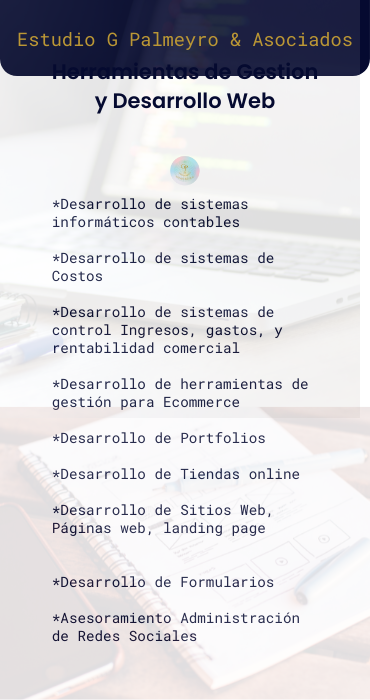 Estudio G Palmeyro & Asociados
Herramientas de Gestion
y Desarrollo Web
*Desarrollo de sistemas
informáticos contables
*Desarrollo de sistemas de
Costos
*Desarrollo de sistemas de
control Ingresos, gastos, y
rentabilidad comercial
*Desarrollo de herramientas de
gestión para Ecommerce
*Desarrollo de Portfolios
*Desarrollo de Tiendas online
*Desarrollo de Sitios Web,
Páginas web, landing page
*Desarrollo de Formularios
*Asesoramiento Administración
de Redes Sociales